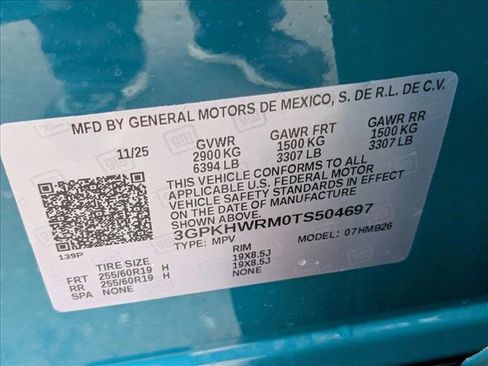 MFD BY GENERAL MOTORS DE MEXICO, S. DE R.L. DE C.V.
11/25 GVWR GAWR FRT GAWR RR
2900 KG 1500 KG 1500 KG
6394 LB 3307 LB 3307 LB
THIS VEHICLE CONFORMS TO ALL
APPLICABLE U.S. FEDERAL MOTOR
VEHICLE SAFETY STANDARDS IN EFFECT
ON THE DATE OF MANUFACTURE
SHOWN ABOVE.
3GPKHWRM0TS504697
TYPE: MPV MODEL: 07HMB26
139P
TIRE SIZE RIM
FRT 255/60R19 H 19X8.5J
RR 255/60R19 H 19X8.5J
SPA NONE NONE